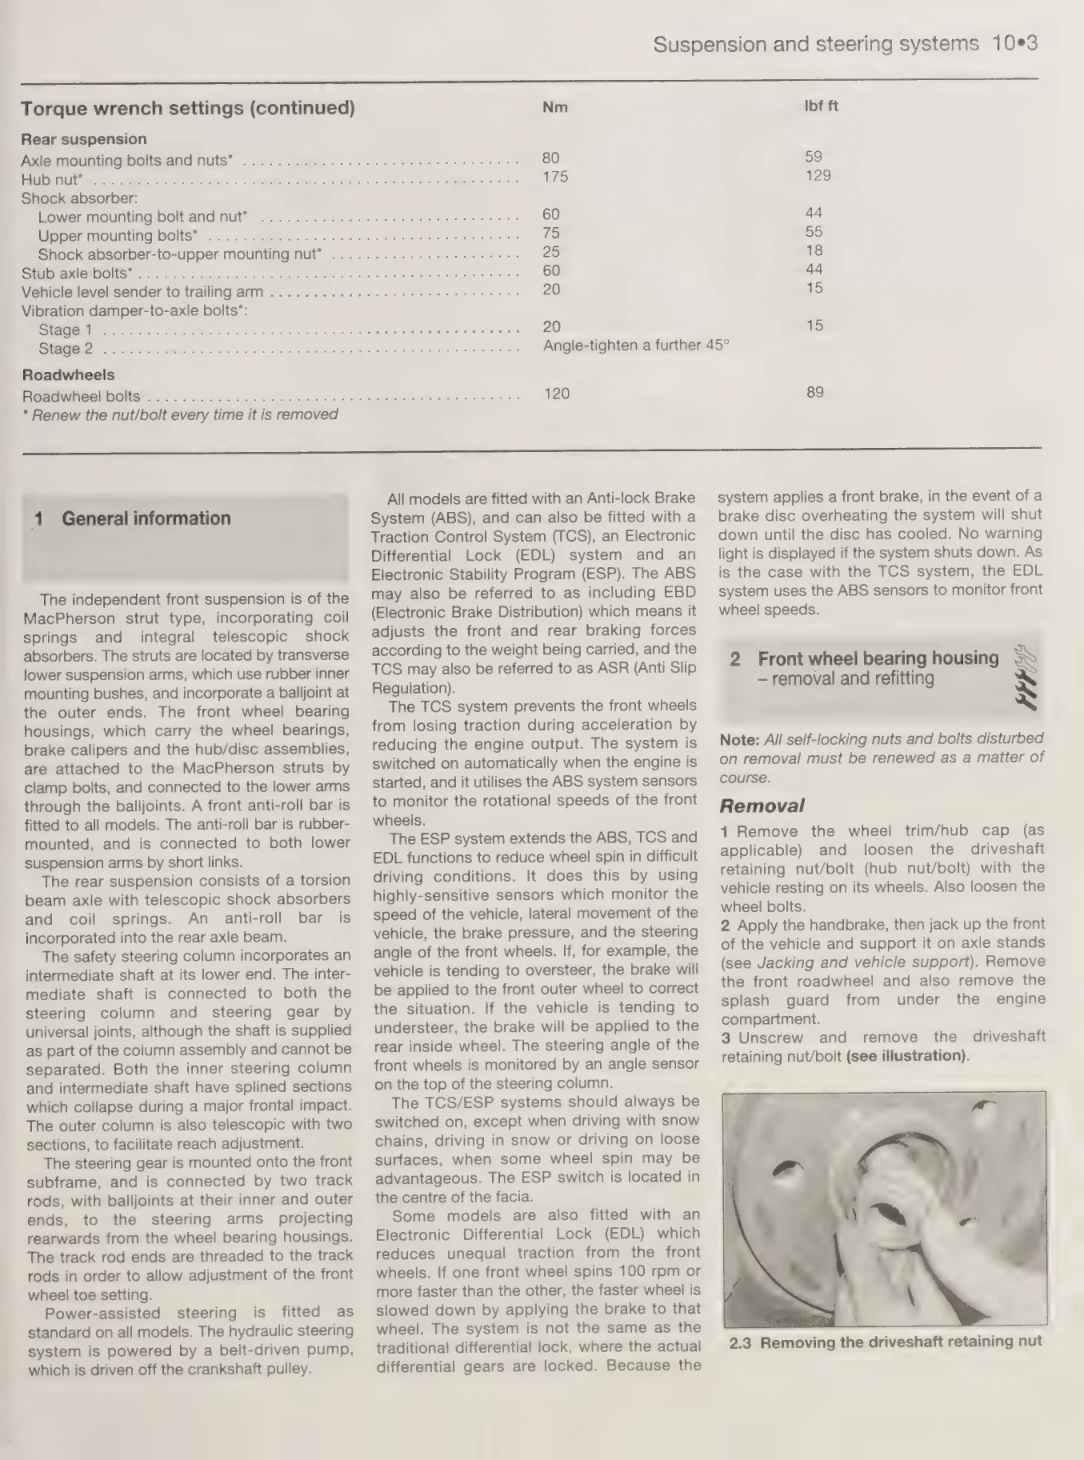 Suspension and steering systems 10•3
Torque wrench settings (continued) Nm lbf ft
Rear suspension
Axle mounting bolts and nuts* 80 59
Hub nut* 175 129
Shock absorber:
Lower mounting bolt and nut* 60 44
Upper mounting bolts* 75 55
Shock absorber-to-upper mounting nut* 25 18
Stub axle bolts* 60 44
Vehicle level sender to trailing arm 20 15
Vibration damper-to-axle bolts*:
Stage 1 20 15
Stage 2 Angle-tighten a further 45°
Roadwheels
Roadwheel bolts 120 89
* Renew the nut/bolt every time it is removed
1 General information
The independent front suspension is of the
MacPherson strut type, incorporating coil
springs and integral telescopic shock
absorbers. The struts are located by transverse
lower suspension arms, which use rubber inner
mounting bushes, and incorporate a balljoint at
the outer ends. The front wheel bearing
housings, which carry the wheel bearings,
brake calipers and the hub/disc assemblies,
are attached to the MacPherson struts by
clamp bolts, and connected to the lower arms
through the balljoints. A front anti-roll bar is
fitted to all models. The anti-roll bar is rubber-
mounted, and is connected to both lower
suspension arms by short links.
The rear suspension consists of a torsion
beam axle with telescopic shock absorbers
and coil springs. An anti-roll bar is
incorporated into the rear axle beam.
The safety steering column incorporates an
intermediate shaft at its lower end. The inter-
mediate shaft is connected to both the
steering column and steering gear by
universal joints, although the shaft is supplied
as part of the column assembly and cannot be
separated. Both the inner steering column
and intermediate shaft have splined sections
which collapse during a major frontal impact.
The outer column is also telescopic with two
sections, to facilitate reach adjustment.
The steering gear is mounted onto the front
subframe, and is connected by two track
rods, with balljoints at their inner and outer
ends, to the steering arms projecting
rearwards from the wheel bearing housings.
The track rod ends are threaded to the track
rods in order to allow adjustment of the front
wheel toe setting.
Power-assisted steering is fitted as
standard on all models. The hydraulic steering
system is powered by a belt-driven pump,
which is driven off the crankshaft pulley.
All models are fitted with an Anti-lock Brake
System (ABS), and can also be fitted with a
Traction Control System (TCS), an Electronic
Differential Lock (EDL) system and an
Electronic Stability Program (ESP). The ABS
may also be referred to as including EBD
(Electronic Brake Distribution) which means it
adjusts the front and rear braking forces
according to the weight being carried, and the
TCS may also be referred to as ASR (Anti Slip
Regulation).
The TCS system prevents the front wheels
from losing traction during acceleration by
reducing the engine output. The system is
switched on automatically when the engine is
started, and it utilises the ABS system sensors
to monitor the rotational speeds of the front
wheels.
The ESP system extends the ABS, TCS and
EDL functions to reduce wheel spin in difficult
driving conditions. It does this by using
highly-sensitive sensors which monitor the
speed of the vehicle, lateral movement of the
vehicle, the brake pressure, and the steering
angle of the front wheels. If, for example, the
vehicle is tending to oversteer, the brake will
be applied to the front outer wheel to correct
the situation. If the vehicle is tending to
understeer, the brake will be applied to the
rear inside wheel. The steering angle of the
front wheels is monitored by an angle sensor
on the top of the steering column.
The TCS/ESP systems should always be
switched on, except when driving with snow
chains, driving in snow or driving on loose
surfaces, when some wheel spin may be
advantageous. The ESP switch is located in
the centre of the facia.
Some models are also fitted with an
Electronic Differential Lock (EDL) which
reduces unequal traction from the front
wheels. If one front wheel spins 100 rpm or
more faster than the other, the faster wheel is
slowed down by applying the brake to that
wheel. The system is not the same as the
traditional differential lock, where the actual
differential gears are locked. Because the
system applies a front brake, in the event of a
brake disc overheating the system will shut
down until the disc has cooled. No warning
light is displayed if the system shuts down. As
is the case with the TCS system, the EDL
system uses the ABS sensors to monitor front
wheel speeds.
2 Front wheel bearing housing
– removal and refitting
Note: All self-locking nuts and bolts disturbed
on removal must be renewed as a matter of
course.
Removal
1 Remove the wheel trim/hub cap (as
applicable) and loosen the driveshaft
retaining nut/bolt (hub nut/bolt) with the
vehicle resting on its wheels. Also loosen the
wheel bolts.
2 Apply the handbrake, then jack up the front
of the vehicle and support it on axle stands
(see Jacking and vehicle support). Remove
the front roadwheel and also remove the
splash guard from under the engine
compartment.
3 Unscrew and remove the driveshaft
retaining nut/bolt (see illustration).
2.3 Removing the driveshaft retaining nut